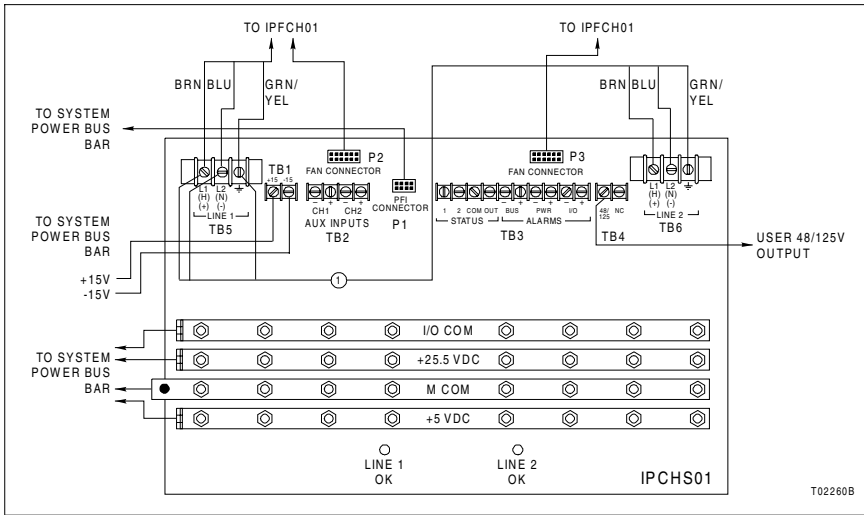 TO IPFCH01
TO IPFCH01
BRN BLU GRN/
YEL
BRN BLU GRN/
YEL
TO SYSTEM
POWER BUS
BAR
P2
FAN CONNECTOR
P3
FAN CONNECTOR
TB1
+15 -15
L1 L2
(H) (N)
(+) (-)
LINE 1
TB5
– + – +
CH1 CH2
AUX INPUTS
TB2
PFI
CONNECTOR
P1
1 2 COM OUT BUS PWR I/O
– + – + – +
STATUS ALARMS
TB3
48/
125 NC
TB4
L1 L2
(H) (N)
(+) (-)
LINE 2
TB6
TO SYSTEM
POWER BUS
BAR
+15V
-15V
1
USER 48/125V
OUTPUT
I/O COM
+25.5 VDC
M COM
+5 VDC
TO SYSTEM
POWER BUS
BAR
LINE 1
OK
LINE 2
OK
IPCHS01
T02260B